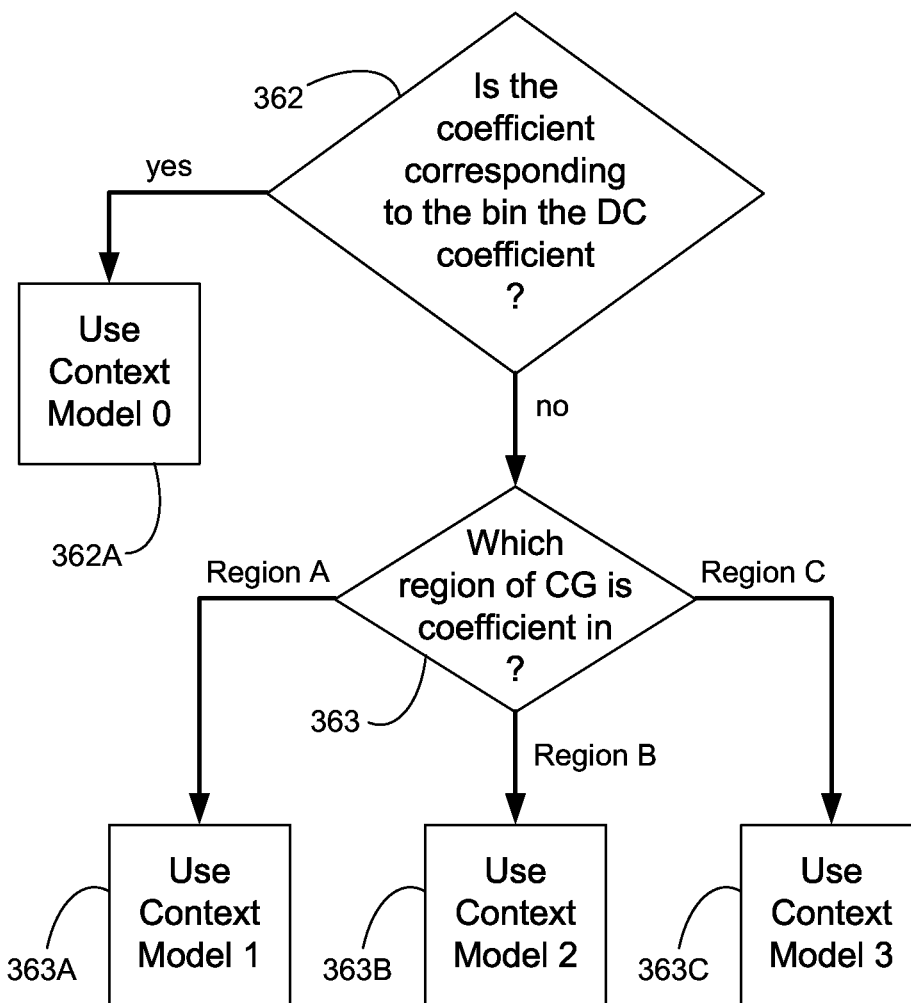 Is the
coefficient
corresponding
to the bin the DC
coefficient
?
362
yes
Use
Context
Model 0
362A
no
Which
region of CG is
coefficient in
?
363
Region A
Region B
Region C
Use
Context
Model 1
363A
Use
Context
Model 2
363B
Use
Context
Model 3
363C